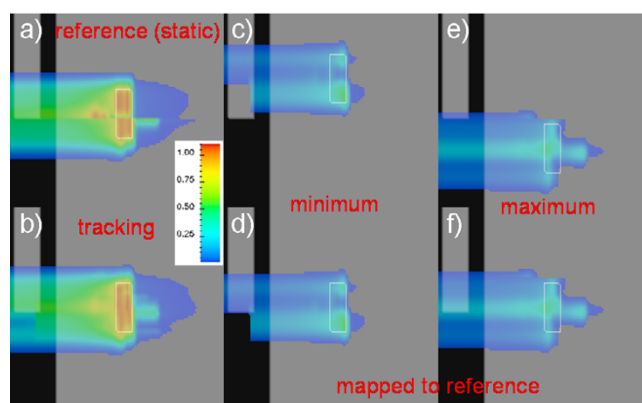 a)
reference (static)
c)
e)
1.00
0.75
0.50
0.25
b)
tracking
minimum
maximum
d)
f)
mapped to reference